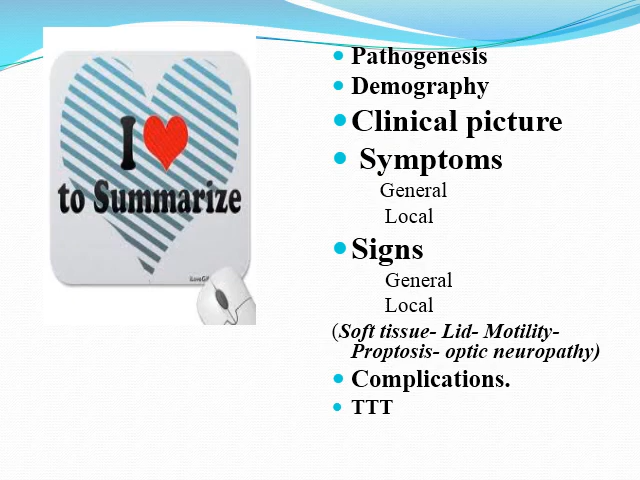 I
to Summarize
• Pathogenesis
• Demography
• Clinical picture
• Symptoms
General
Local
• Signs
General
Local
(Soft tissue- Lid- Motility-
Proptosis- optic neuropathy)
• Complications.
• TTT